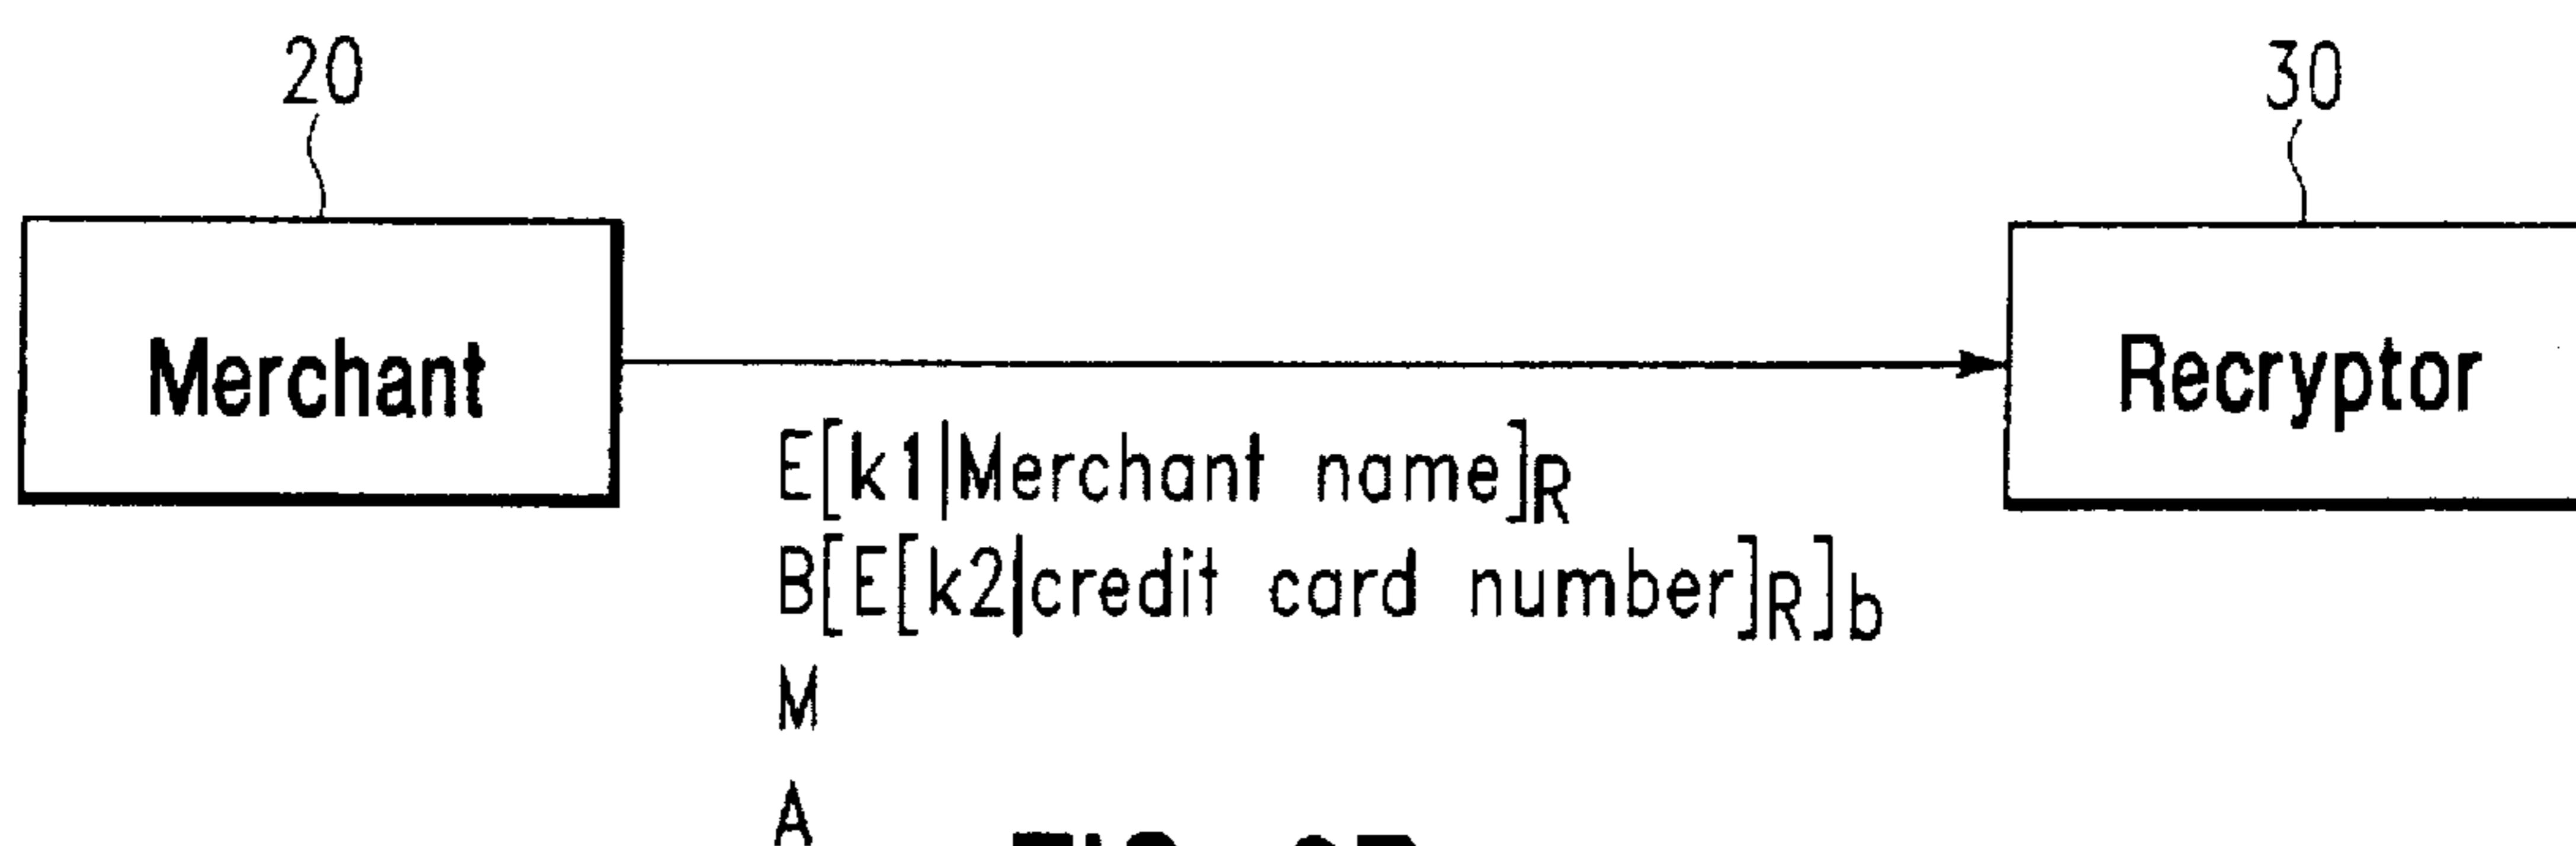 20
30
Merchant
Recryptor
E[k1|Merchant name]R
B[E[k2|credit card number]R]b
M
A